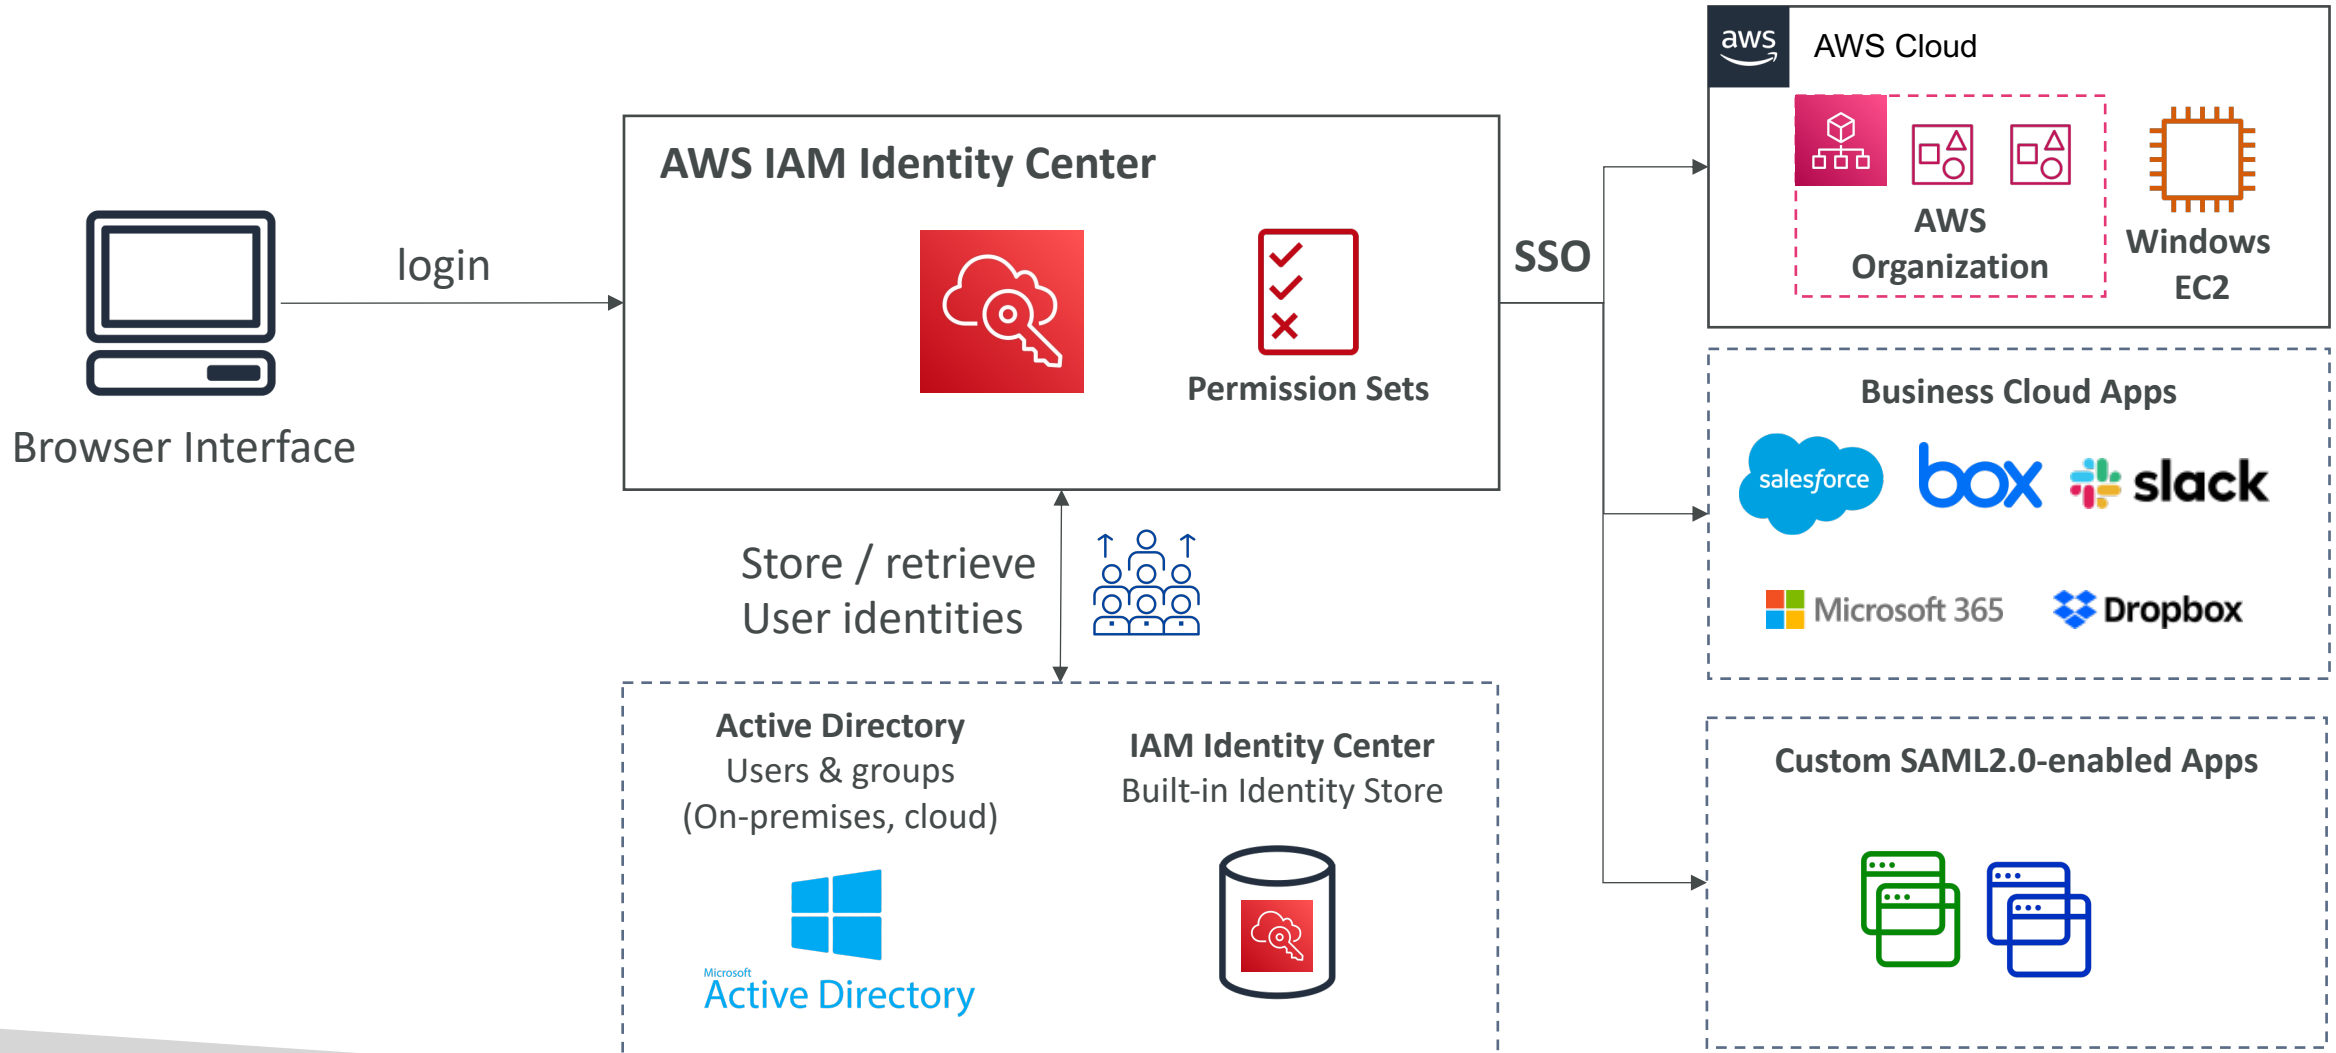 aws
AWS Cloud
AWS
Organization
Windows
EC2
AWS IAM Identity Center
Permission Sets
login
SSO
Browser Interface
Business Cloud Apps
salesforce
box
slack
Microsoft 365
Dropbox
Store / retrieve
User identities
Active Directory
Users & groups
(On-premises, cloud)
Microsoft
Active Directory
IAM Identity Center
Built-in Identity Store
Custom SAML2.0-enabled Apps